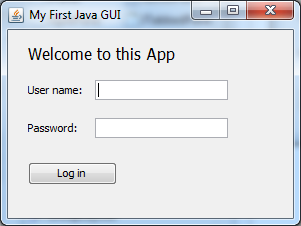 My First Java GUI
Welcome to this App
User name:
Password:
Log in